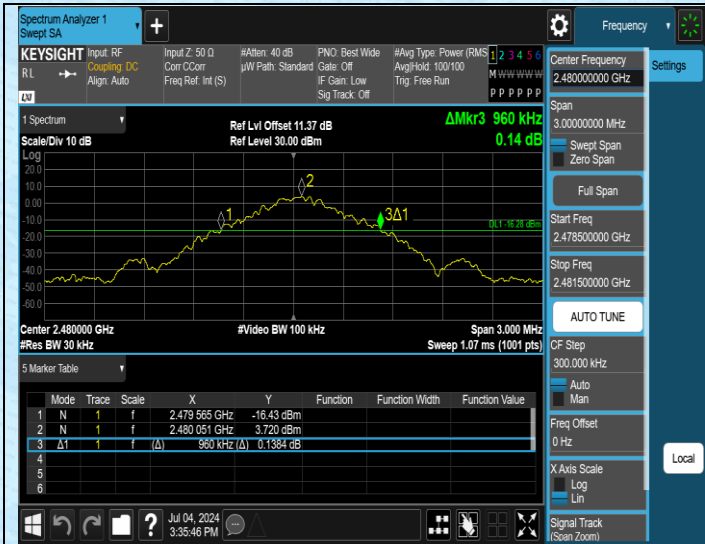 Spectrum Analyzer 1
Swept SA
Frequency
KEYSIGHT
RL
LXI
Input: RF
Coupling: DC
Align: Auto
Input Z: 50 Ω
Corr CCorr
Freq Ref: Int (S)
#Atten: 40 dB
µW Path: Standard
PNO: Best Wide
Gate: Off
IF Gain: Low
Sig Track: Off
#Avg Type: Power (RMS
Avg|Hold: 100/100
Trig: Free Run
1 2 3 4 5 6
M W W W W W
P P P P P P
1 Spectrum
Scale/Div 10 dB
Ref Lvl Offset 11.37 dB
Ref Level 30.00 dBm
ΔMkr3 960 kHz
0.14 dB
Log
20.0
10.0
0.00
-10.0
-20.0
-30.0
-40.0
-50.0
-60.0
1
2
3Δ1
DL1 -16.28 dBm
Center 2.480000 GHz
#Video BW 100 kHz
Span 3.000 MHz
#Res BW 30 kHz
Sweep 1.07 ms (1001 pts)
5 Marker Table
Mode Trace Scale X Y Function Function Width Function Value
1 N 1 f 2.479 565 GHz -16.43 dBm
2 N 1 f 2.480 051 GHz 3.720 dBm
3 Δ1 1 f (Δ) 960 kHz (Δ) 0.1384 dB
4
5
6
?
Jul 04, 2024
3:35:46 PM
Center Frequency
2.480000000 GHz
Settings
Span
3.00000000 MHz
Swept Span
Zero Span
Full Span
Start Freq
2.478500000 GHz
Stop Freq
2.481500000 GHz
AUTO TUNE
CF Step
300.000 kHz
Auto
Man
Freq Offset
0 Hz
Local
X Axis Scale
Log
Lin
Signal Track
(Span Zoom)